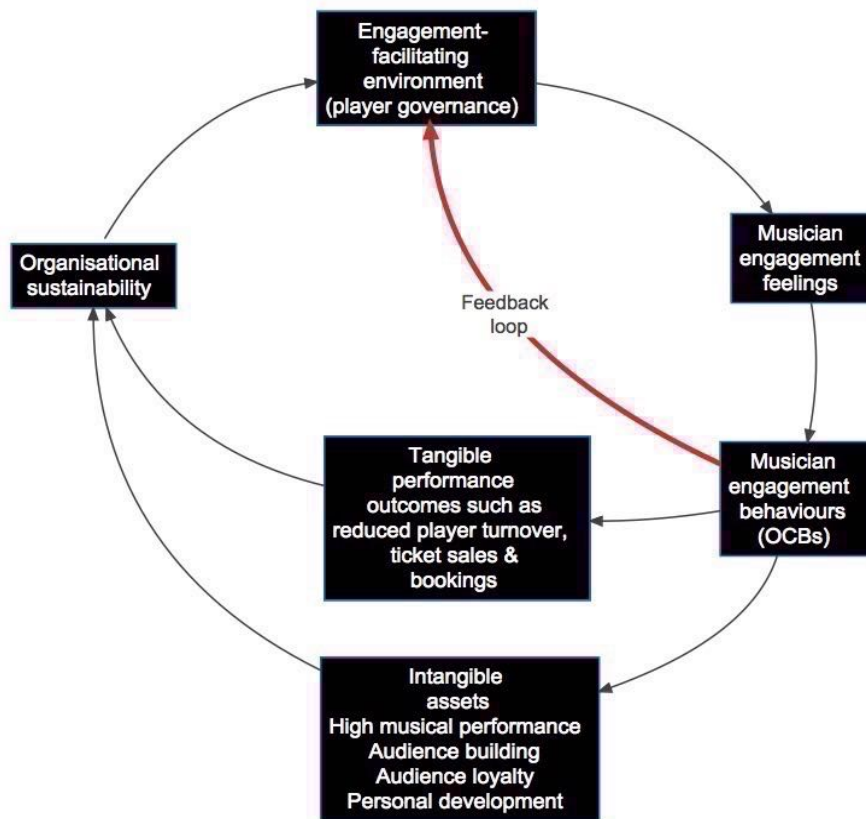 Engagement-
facilitating
environment
(player governance)
Musician
engagement
feelings
Organisational
sustainability
Feedback
loop
Tangible
performance
outcomes such as
reduced player turnover,
ticket sales &
bookings
Musician
engagement
behaviours
(OCBs)
Intangible
assets
High musical performance
Audience building
Audience loyalty
Personal development